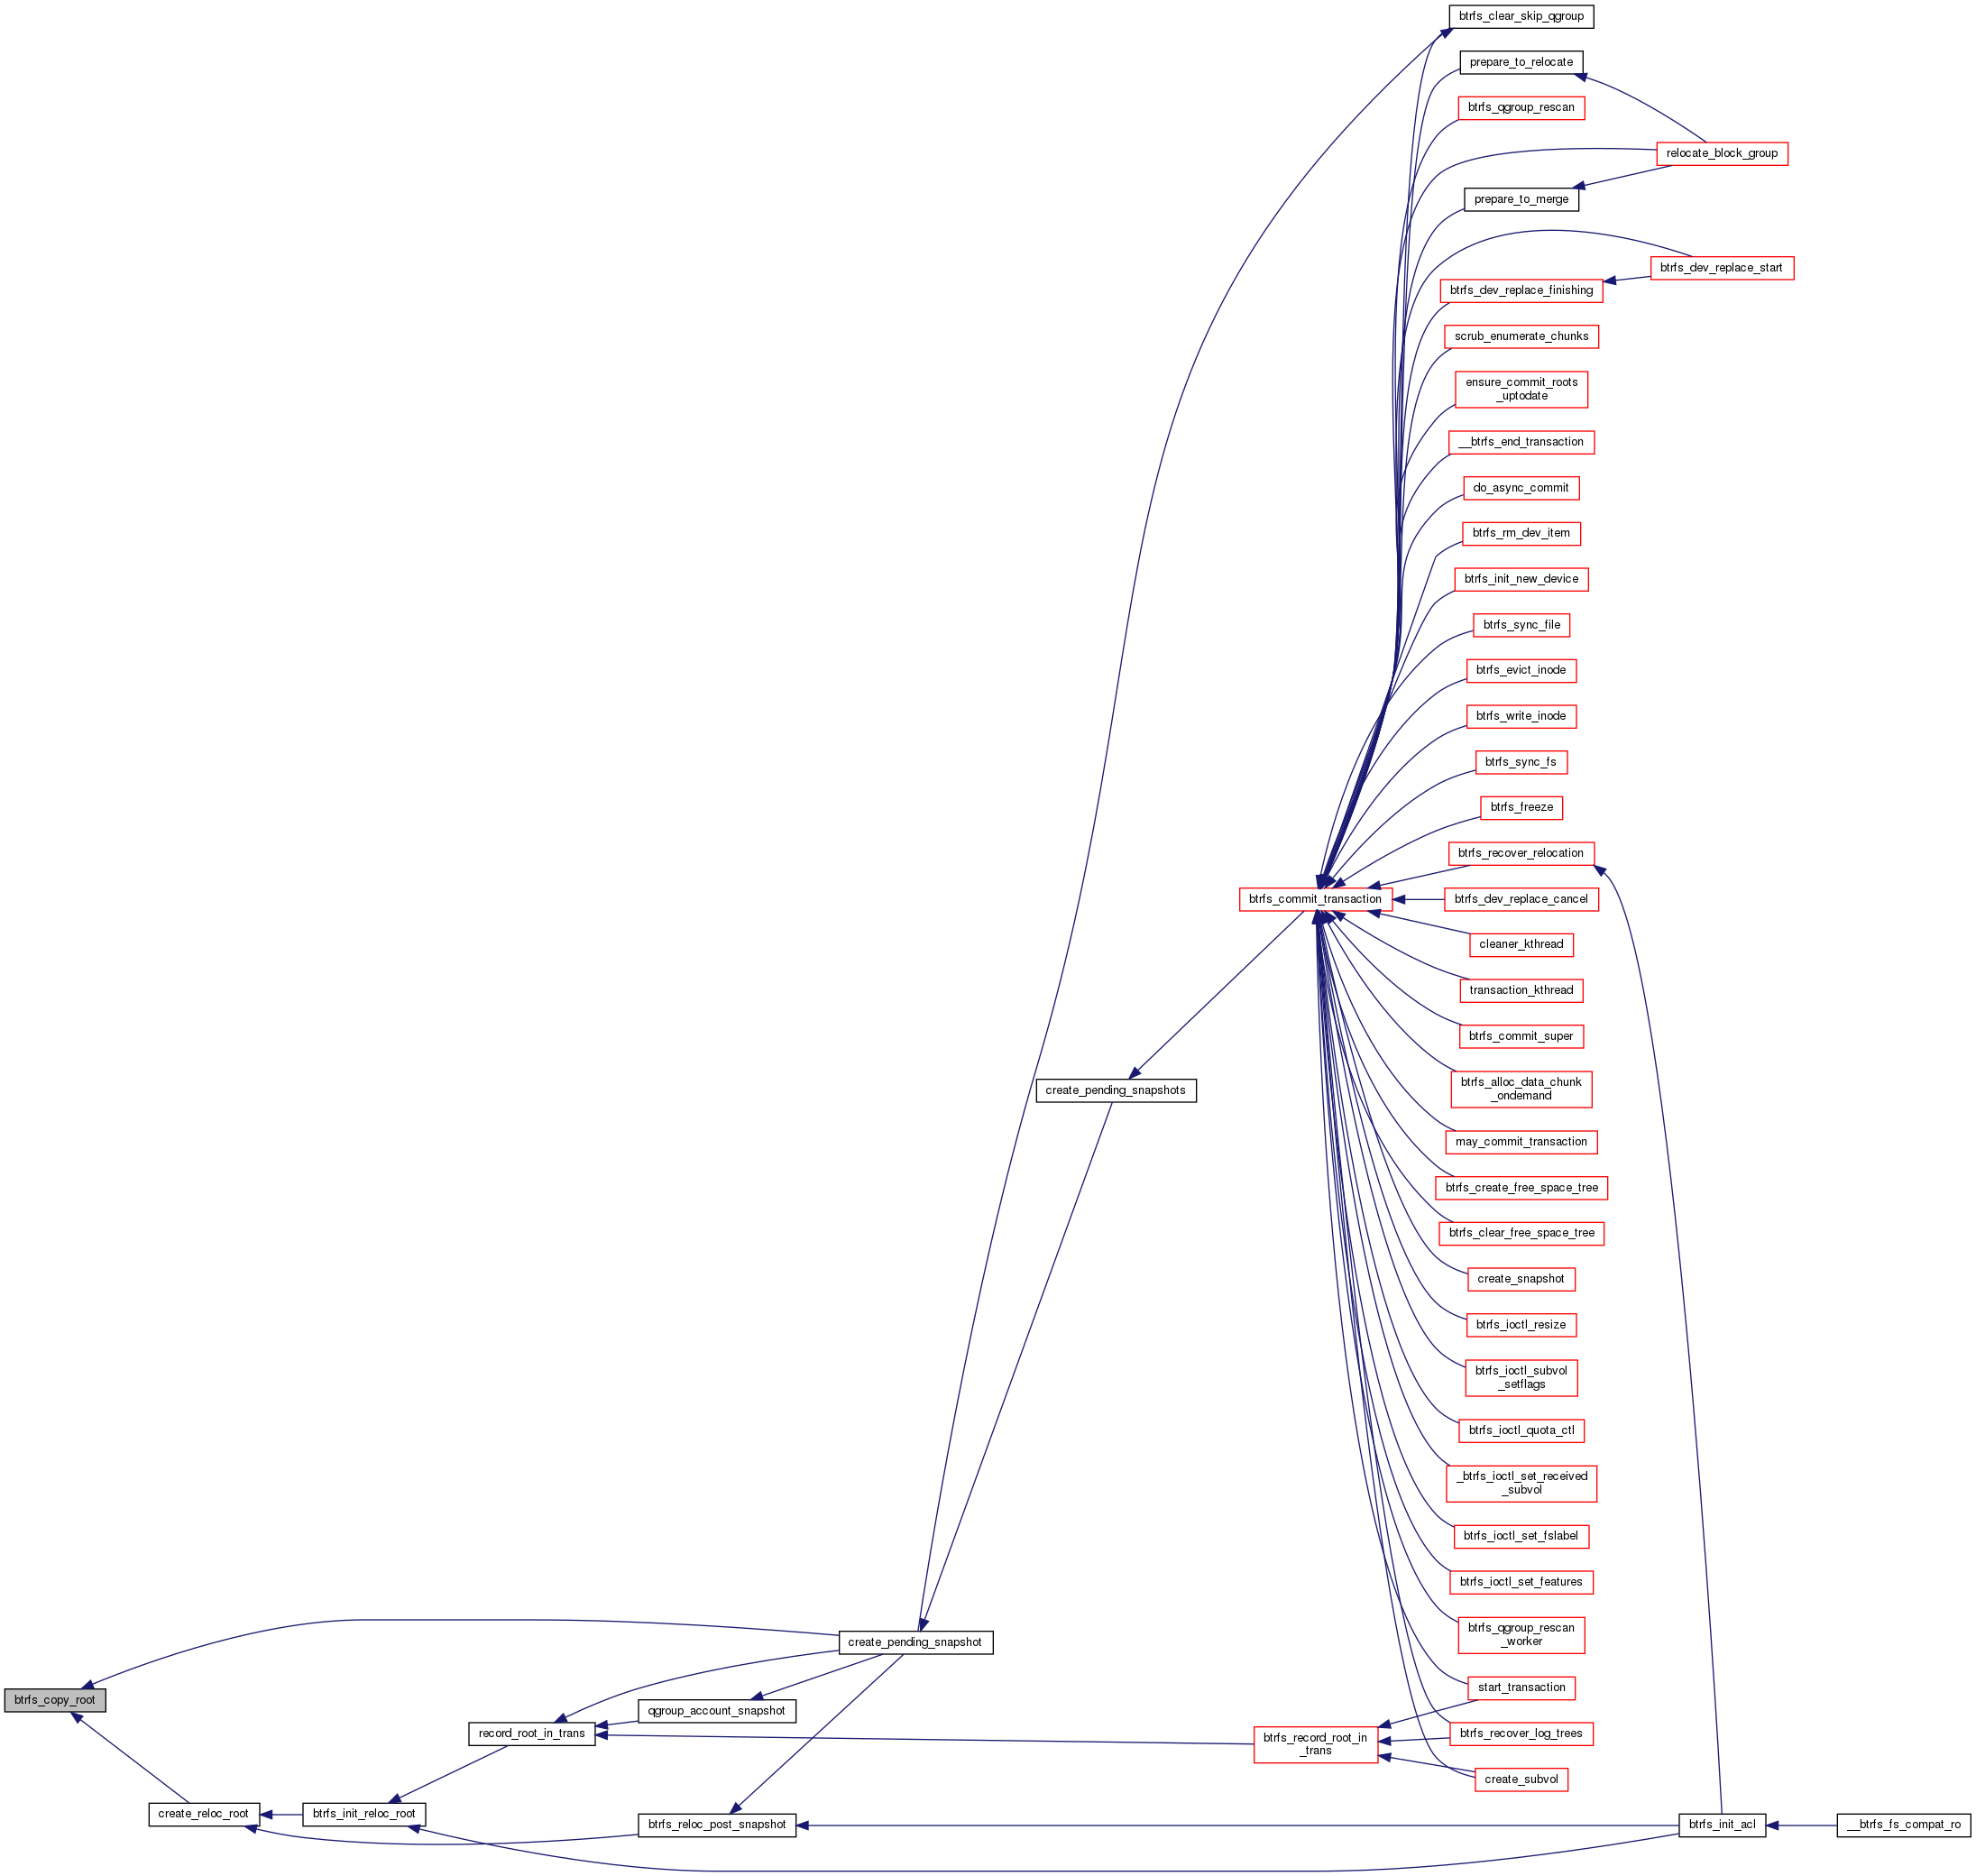 btrfs_clear_skip_qgroup
prepare_to_relocate
btrfs_qgroup_rescan
relocate_block_group
prepare_to_merge
btrfs_dev_replace_start
btrfs_dev_replace_finishing
scrub_enumerate_chunks
ensure_commit_roots
_uptodate
__btrfs_end_transaction
do_async_commit
btrfs_rm_dev_item
btrfs_init_new_device
btrfs_sync_file
btrfs_evict_inode
btrfs_write_inode
btrfs_sync_fs
btrfs_freeze
btrfs_recover_relocation
btrfs_commit_transaction
btrfs_dev_replace_cancel
cleaner_kthread
transaction_kthread
btrfs_commit_super
btrfs_alloc_data_chunk
_ondemand
create_pending_snapshots
may_commit_transaction
btrfs_create_free_space_tree
btrfs_clear_free_space_tree
create_snapshot
btrfs_ioctl_resize
btrfs_ioctl_subvol
_setflags
btrfs_ioctl_quota_ctl
_btrfs_ioctl_set_received
_subvol
btrfs_ioctl_set_fslabel
btrfs_ioctl_set_features
btrfs_qgroup_rescan
_worker
create_pending_snapshot
start_transaction
btrfs_copy_root
qgroup_account_snapshot
record_root_in_trans
btrfs_record_root_in
_trans
btrfs_recover_log_trees
create_subvol
create_reloc_root
btrfs_init_reloc_root
btrfs_reloc_post_snapshot
btrfs_init_acl
__btrfs_fs_compat_ro